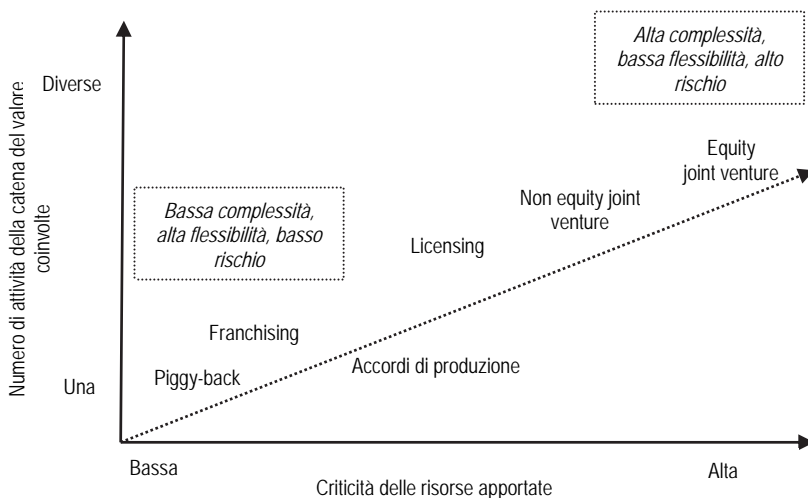 Alta complessità,
bassa flessibilità, alto
rischio
Diverse
Numero di attività della catena del valore
coinvolte
Equity
joint venture
Bassa complessità,
alta flessibilità, basso
rischio
Non equity joint
venture
Licensing
Franchising
Accordi di produzione
Piggy-back
Una
Bassa
Criticità delle risorse apportate
Alta